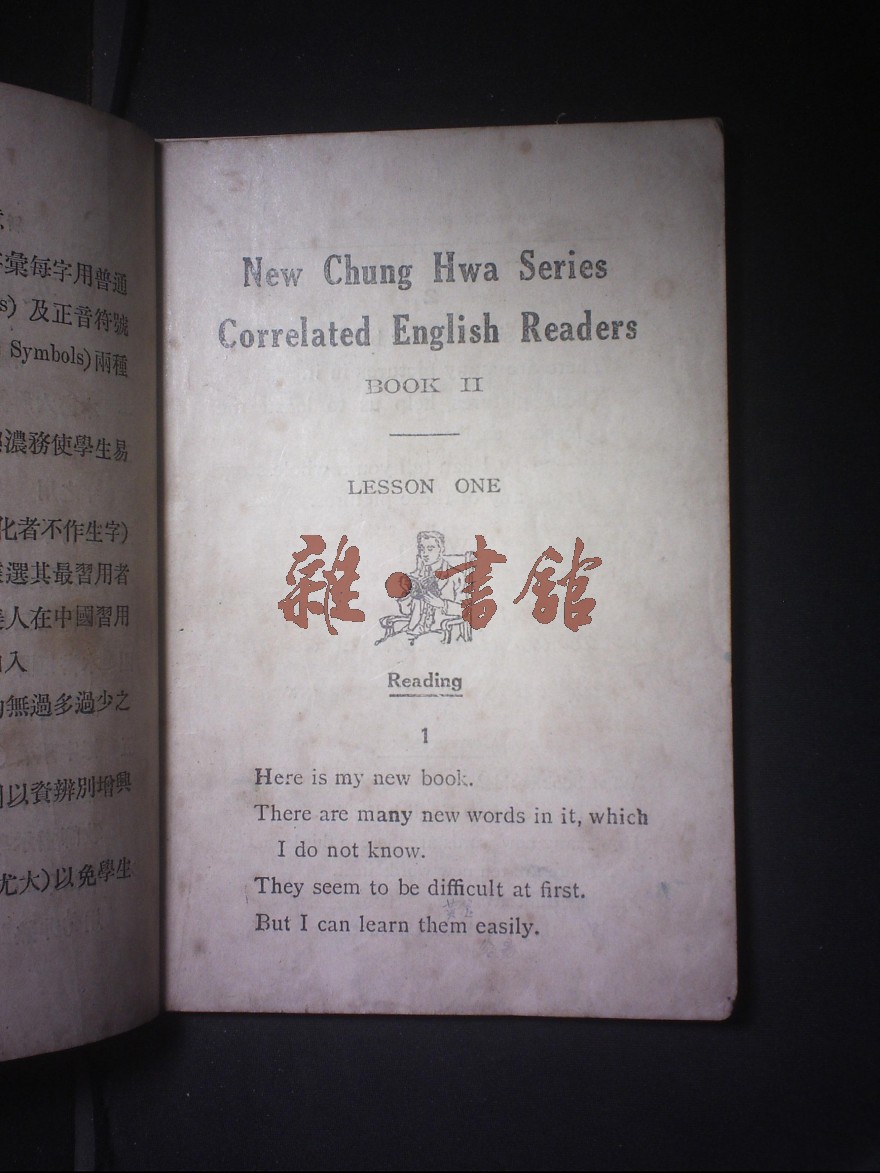 彙每字用普通
s) 及正音符號
Symbols)兩種
濃務使學生易
化者不作生字)
選其最習用者
人在中國習用
入
無過多過少之
以資辨別增興
尤大)以免學生
New Chung Hwa Series
Correlated English Readers
BOOK II
LESSON ONE
雜·書館
Reading
1
Here is my new book.
There are many new words in it, which
I do not know.
They seem to be difficult at first.
But I can learn them easily.